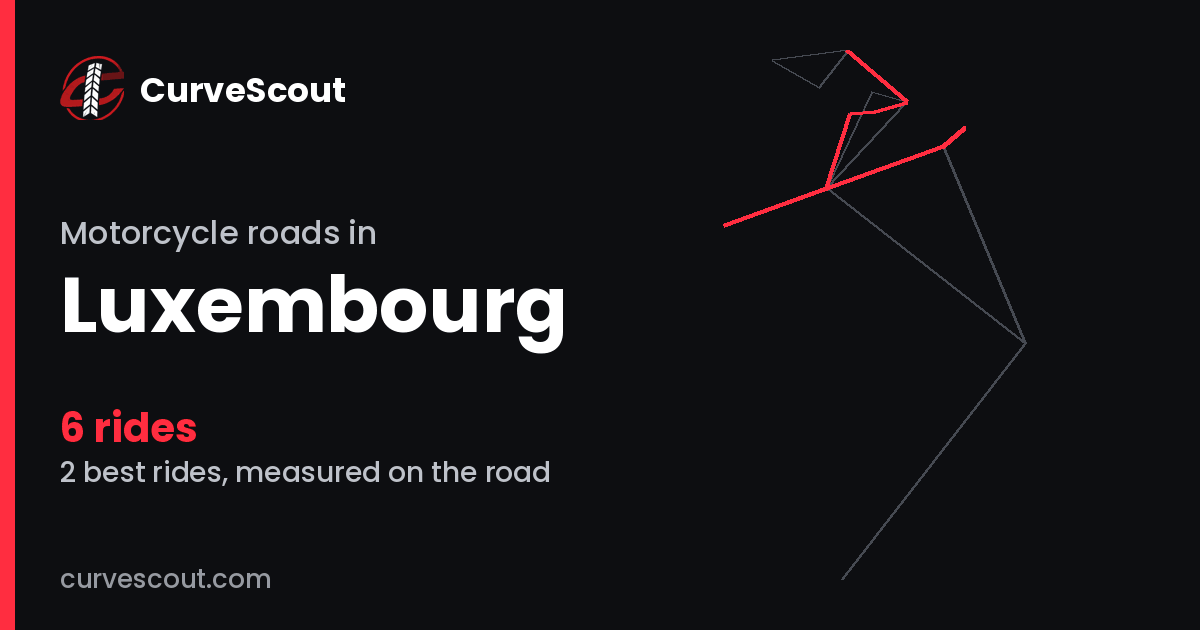 CurveScout
Motorcycle roads in
Luxembourg
6 rides
2 best rides, measured on the road
curvescout.com